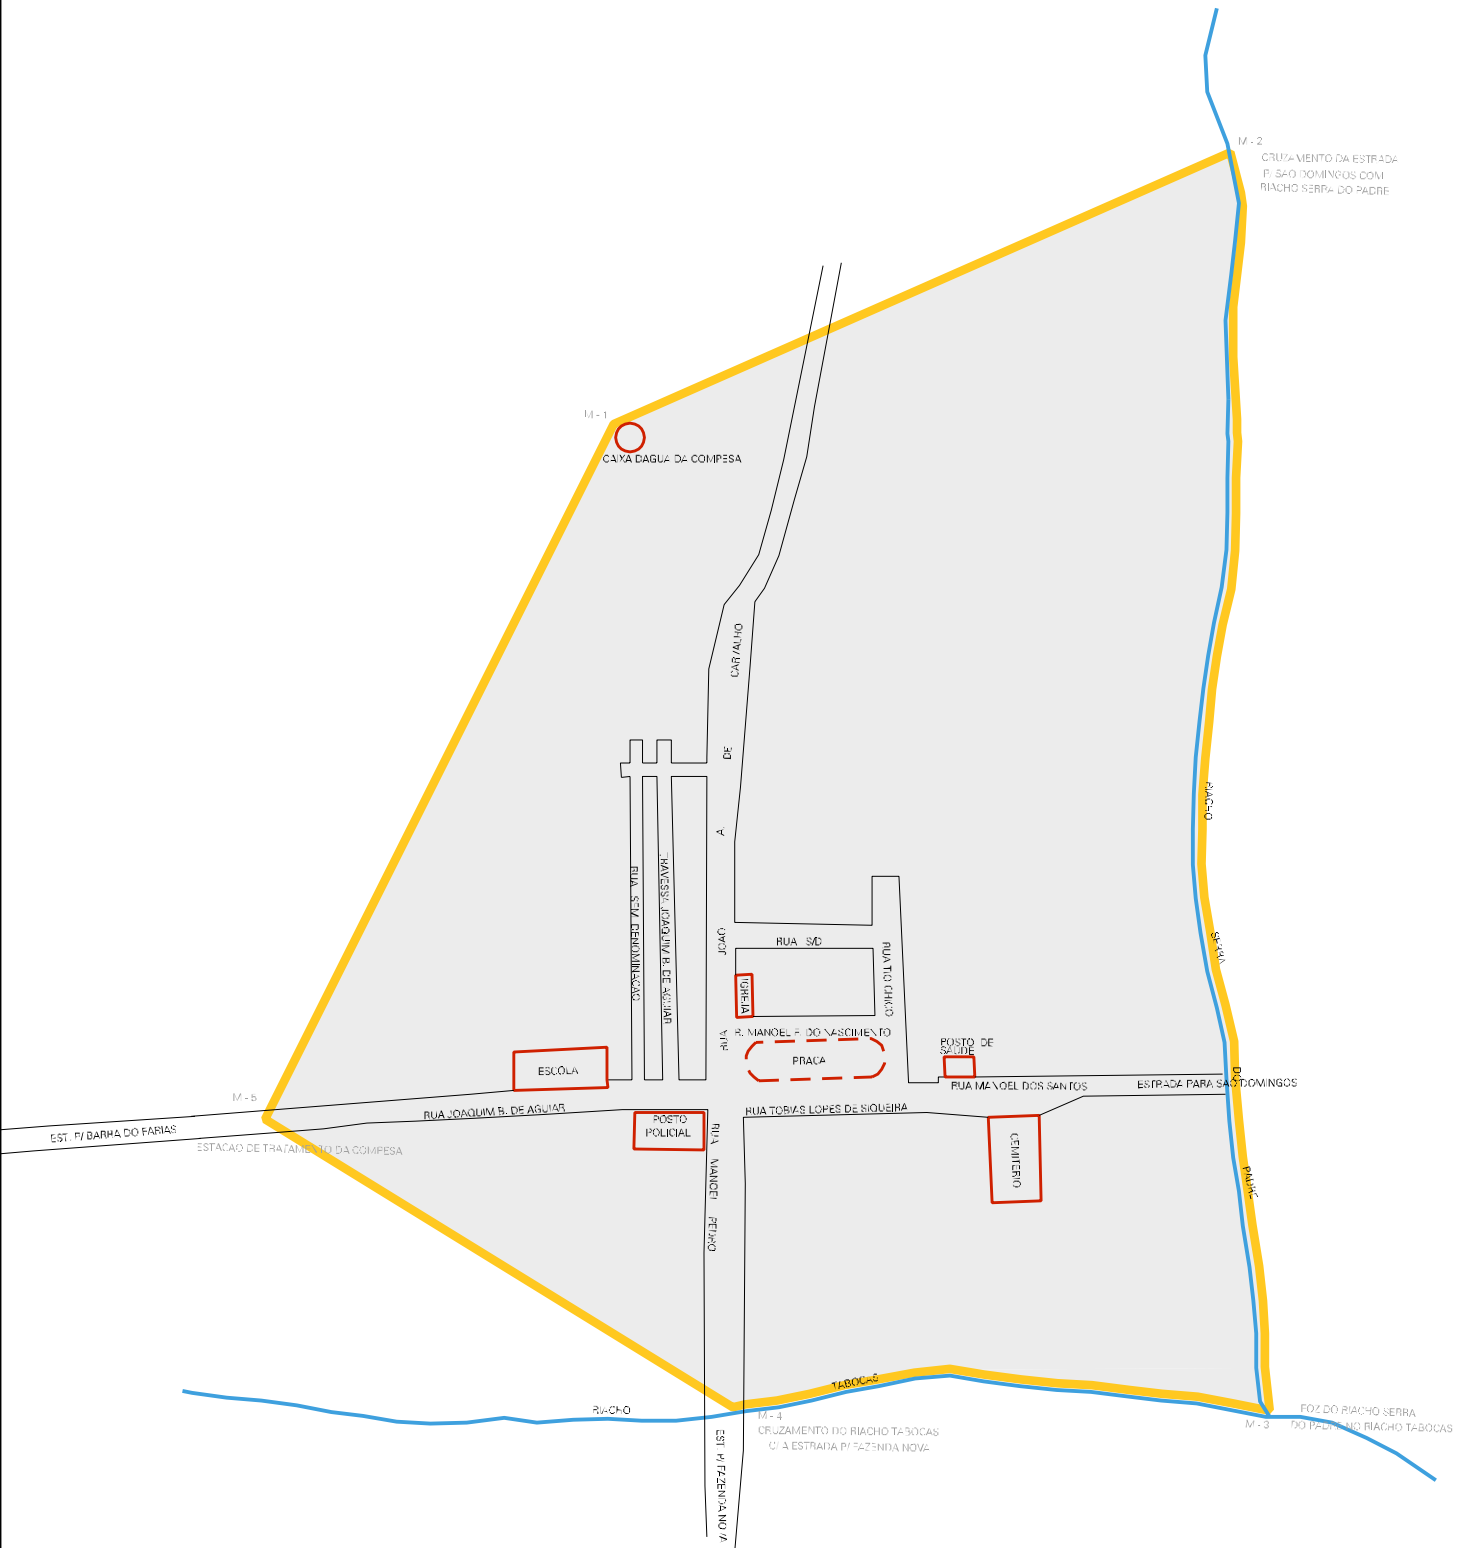 M - 2
CRUZAMENTO DA ESTRADA
P/ SAO DOMINGOS COM
RIACHO SERRA DO PADRE
M - 1
CAIXA DAGUA DA COMPESA
RUA JOAO A. DE CARVALHO
RIACHO SERRA DO PADRE
RUA SEM DENOMINACAO
TRAVESSA JOAQUIM B. DE AGUIAR
RUA S/D
RUA TIO CHICO
IGREJA
R. MANOEL F. DO NASCIMENTO
PRACA
POSTO DE
SAUDE
ESCOLA
RUA MANOEL DOS SANTOS
ESTRADA PARA SAO DOMINGOS
M - 5
RUA JOAQUIM B. DE AGUIAR
RUA TOBIAS LOPES DE SIQUEIRA
EST. P/ BARRA DO FARIAS
POSTO
POLICIAL
ESTACAO DE TRATAMENTO DA COMPESA
CEMITERIO
RUA MANOEL PEDRO
RIACHO TABOCAS
M - 4
CRUZAMENTO DO RIACHO TABOCAS
C/ A ESTRADA P/ FAZENDA NOVA
M - 3
FOZ DO RIACHO SERRA
DO PADRE NO RIACHO TABOCAS
EST. P/ FAZENDA NOVA